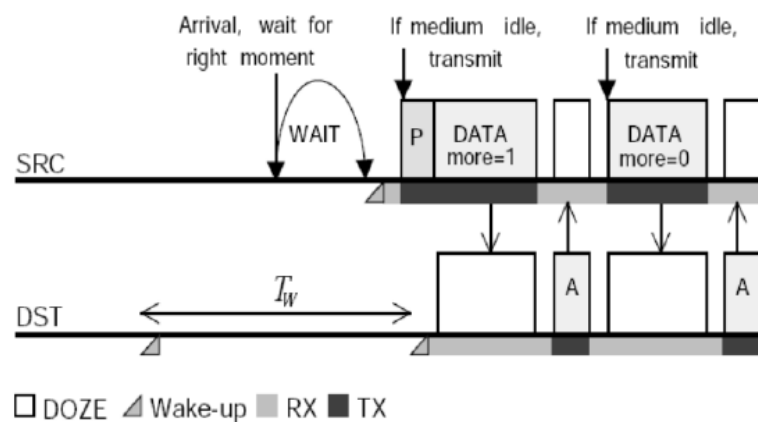 Arrival, wait for
right moment
If medium idle,
transmit
If medium idle,
transmit
WAIT
P
DATA
more=1
DATA
more=0
SRC
T_W
A
A
DST
DOZE
Wake-up
RX
TX